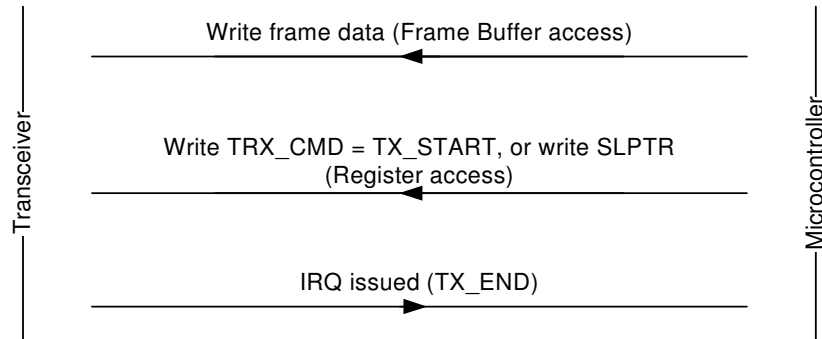 Write frame data (Frame Buffer access)
Transceiver
Microcontroller
Write TRX_CMD = TX_START, or write SLPTR
(Register access)
IRQ issued (TX_END)